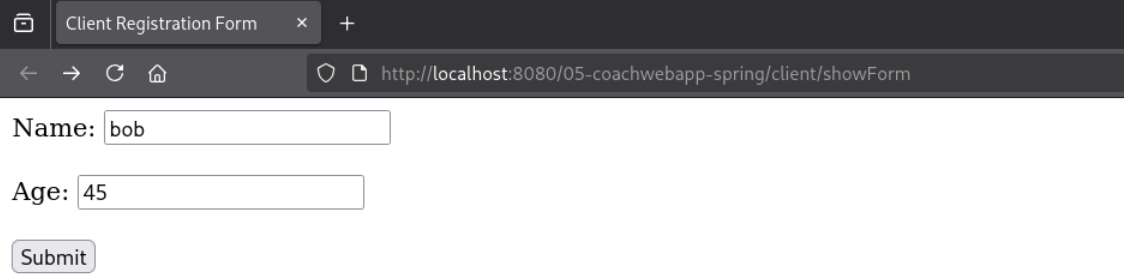 Client Registration Form
http://localhost:8080/05-coachwebapp-spring/client/showForm
Name: bob
Age: 45
Submit